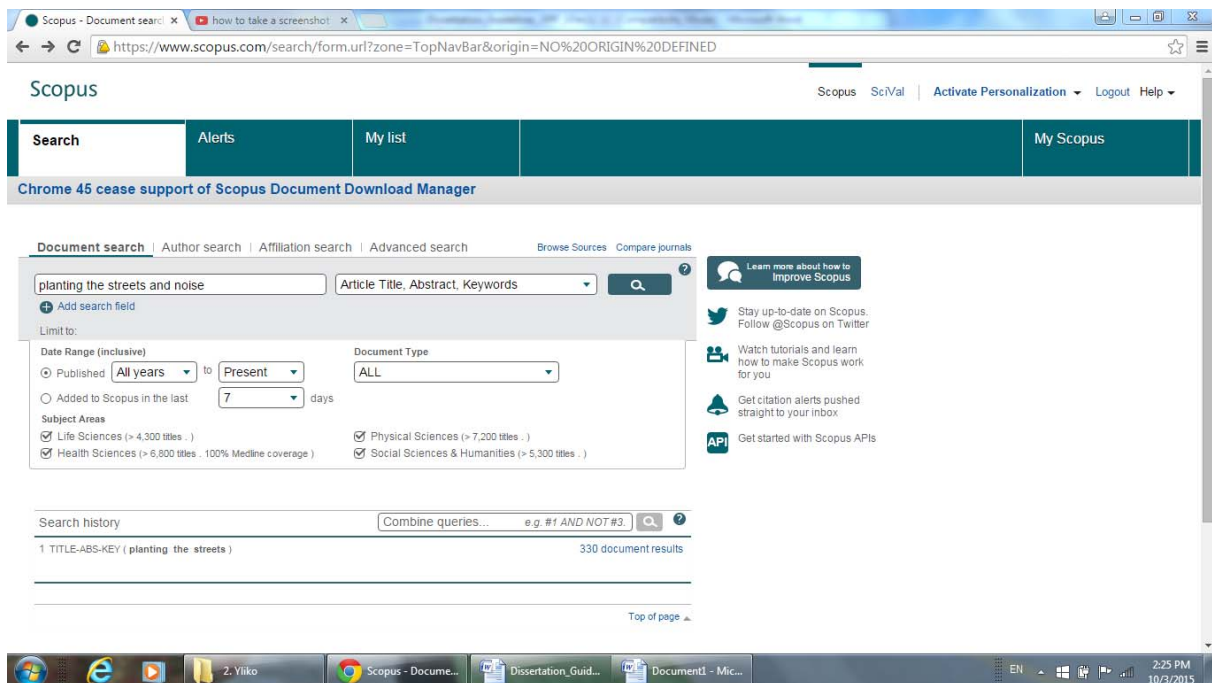 Scopus - Document searc
how to take a screenshot
https://www.scopus.com/search/form.url?zone=TopNavBar&origin=NO%20ORIGIN%20DEFINED
Scopus
Scopus SciVal Activate Personalization Logout Help
Search Alerts My list My Scopus
Chrome 45 cease support of Scopus Document Download Manager
Document search | Author search | Affiliation search | Advanced search Browse Sources Compare journals
planting the streets and noise Article Title, Abstract, Keywords ?
Add search field
Limit to:
Date Range (inclusive) Document Type
Published All years to Present ALL
Added to Scopus in the last 7 days
Subject Areas
Life Sciences (> 4,300 titles . ) Physical Sciences (> 7,200 titles . )
Health Sciences (> 6,800 titles . 100% Medline coverage ) Social Sciences & Humanities (> 5,300 titles . )
Learn more about how to
Improve Scopus
Stay up-to-date on Scopus.
Follow @Scopus on Twitter
Watch tutorials and learn
how to make Scopus work
for you
Get citation alerts pushed
straight to your inbox
API Get started with Scopus APIs
Search history Combine queries... e.g. #1 AND NOT #3. ?
1 TITLE-ABS-KEY ( planting the streets ) 330 document results
Top of page
2. Yliko Scopus - Docume... Dissertation_Guid... Document1 - Mic... EN 2:25 PM
10/3/2015